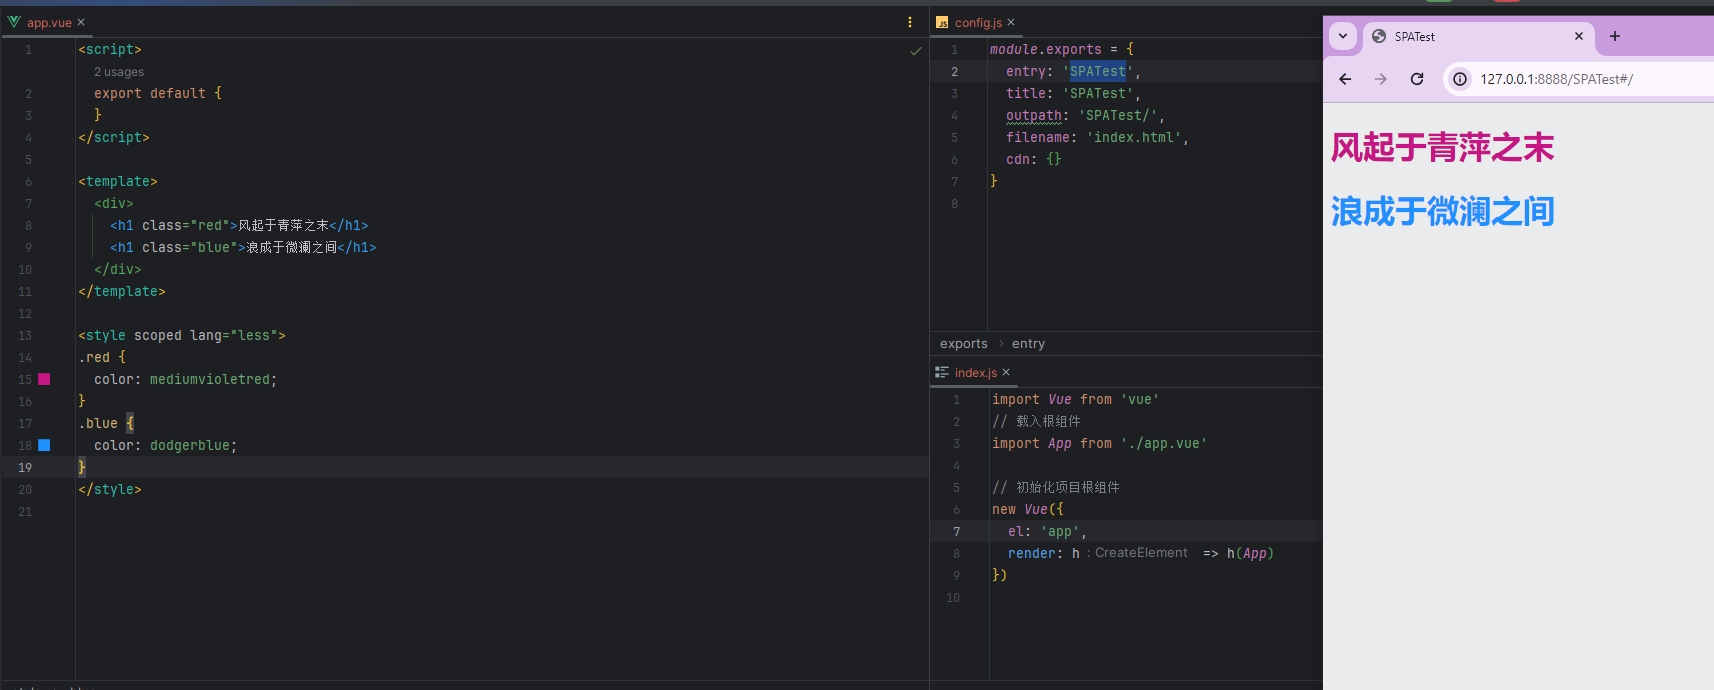 app.vue
1 <script>
2 usages
2 export default {
3 }
4 </script>
5
6 <template>
7 <div>
8 <h1 class="red">风起于青萍之末</h1>
9 <h1 class="blue">浪成于微澜之间</h1>
10 </div>
11 </template>
12
13 <style scoped lang="less">
14 .red {
15 color: mediumvioletred;
16 }
17 .blue {
18 color: dodgerblue;
19 }
20 </style>
21
config.js
1 module.exports = {
2 entry: 'SPATest',
3 title: 'SPATest',
4 outpath: 'SPATest/',
5 filename: 'index.html',
6 cdn: {}
7 }
8
exports › entry
index.js
1 import Vue from 'vue'
2 // 载入根组件
3 import App from './app.vue'
4
5 // 初始化项目根组件
6 new Vue({
7 el: 'app',
8 render: h : CreateElement => h(App)
9 })
10
SPATest
127.0.0.1:8888/SPATest#/
风起于青萍之末
浪成于微澜之间